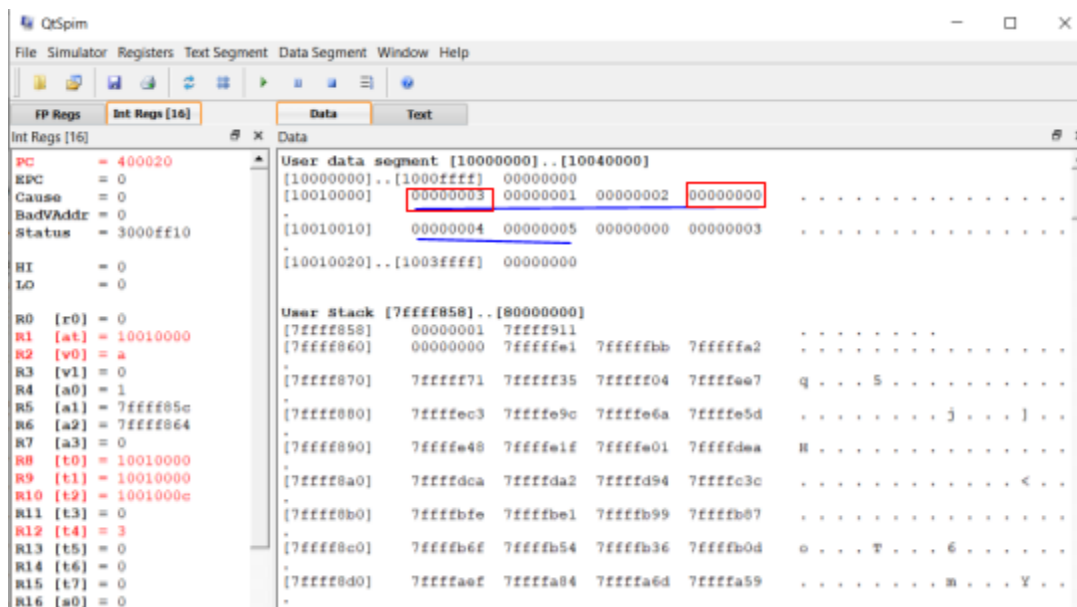 QtSpim
File Simulator Registers Text Segment Data Segment Window Help
FP Regs Int Regs [16] Data Text
Int Regs [16] Data
PC = 400020
EPC = 0
Cause = 0
BadVAddr = 0
Status = 3000ff10
HI = 0
LO = 0
R0 [r0] = 0
R1 [at] = 10010000
R2 [v0] = a
R3 [v1] = 0
R4 [a0] = 1
R5 [a1] = 7ffff85c
R6 [a2] = 7ffff864
R7 [a3] = 0
R8 [t0] = 10010000
R9 [t1] = 10010000
R10 [t2] = 1001000c
R11 [t3] = 0
R12 [t4] = 3
R13 [t5] = 0
R14 [t6] = 0
R15 [t7] = 0
R16 [s0] = 0
User data segment [10000000]..[10040000]
[10000000]..[1000ffff] 00000000
[10010000] 00000003 00000001 00000002 00000000 . . . . . . . . . . . . . . . .
[10010010] 00000004 00000005 00000000 00000003 . . . . . . . . . . . . . . . .
[10010020]..[1003ffff] 00000000
User Stack [7ffff858]..[80000000]
[7ffff858] 00000001 7ffff911 . . . . . . . .
[7ffff860] 00000000 7fffffe1 7fffffbb 7fffffa2 . . . . . . . . . . . . . . . .
[7ffff870] 7fffff71 7fffff35 7fffff04 7ffffee7 q . . . 5 . . . . . . . . . . .
[7ffff880] 7ffffec3 7ffffe9c 7ffffe6a 7ffffe5d . . . . . . . . j . . . ] . . .
[7ffff890] 7ffffe48 7ffffe1f 7ffffe01 7ffffdea H . . . . . . . . . . . . . . .
[7ffff8a0] 7ffffdca 7ffffda2 7ffffd94 7ffffc3c . . . . . . . . . . . . < . . .
[7ffff8b0] 7ffffbfe 7ffffbe1 7ffffb99 7ffffb87 . . . . . . . . . . . . . . . .
[7ffff8c0] 7ffffb6f 7ffffb54 7ffffb36 7ffffb0d o . . . T . . . 6 . . . . . . .
[7ffff8d0] 7ffffaef 7ffffa84 7ffffa6d 7ffffa59 . . . . . . . . m . . . Y . . .